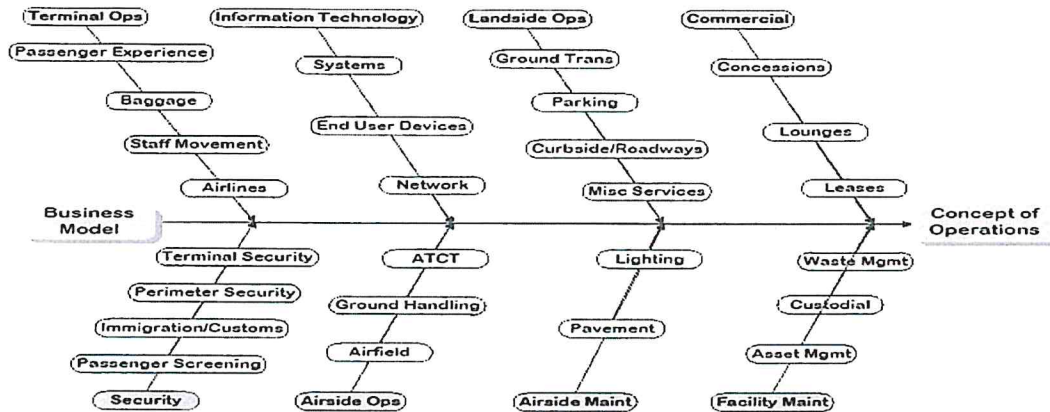 Terminal Ops
Information Technology
Landside Ops
Commercial
Passenger Experience
Systems
Ground Trans
Concessions
Baggage
End User Devices
Parking
Lounges
Staff Movement
Curbside/Roadways
Airlines
Network
Misc Services
Leases
Business
Model
Concept of
Operations
Terminal Security
ATCT
Lighting
Waste Mgmt
Perimeter Security
Ground Handling
Custodial
Immigration/Customs
Pavement
Passenger Screening
Airfield
Asset Mgmt
Security
Airside Ops
Airside Maint
Facility Maint